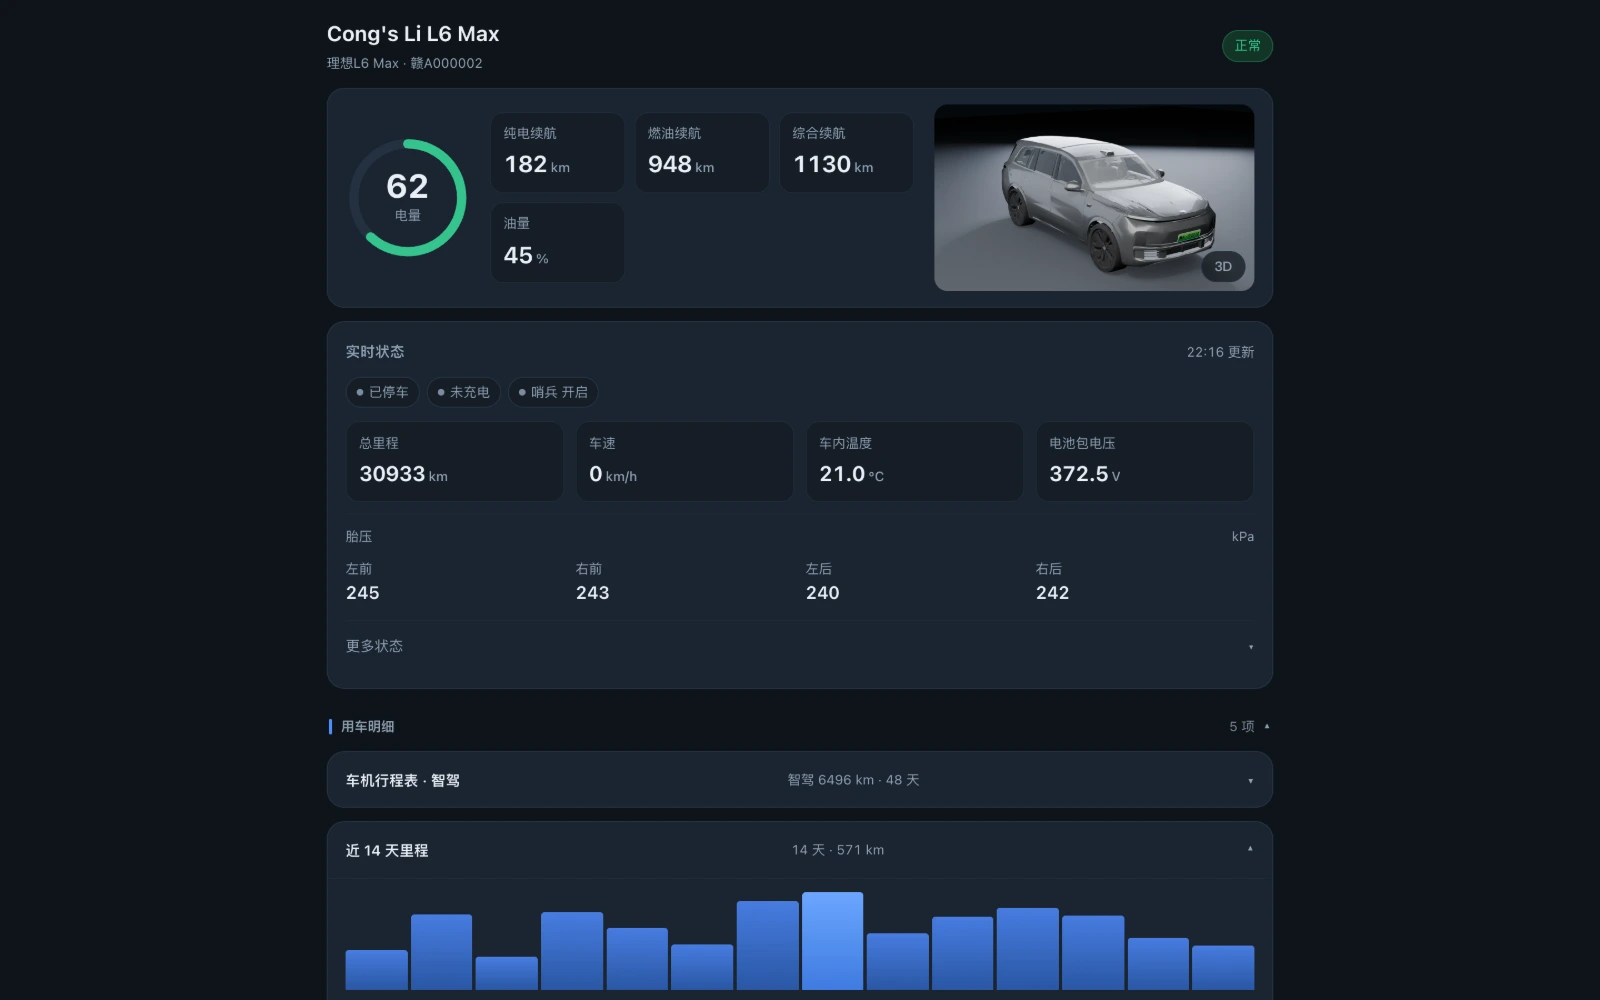 Cong's Li L6 Max
理想L6 Max · 赣A000002
正常
62
电量
纯电续航
182 km
燃油续航
948 km
综合续航
1130 km
油量
45 %
3D
实时状态
22:16 更新
已停车
未充电
哨兵 开启
总里程
30933 km
车速
0 km/h
车内温度
21.0 °C
电池包电压
372.5 V
胎压
kPa
左前
245
右前
243
左后
240
右后
242
更多状态
用车明细
5 项
车机行程表 · 智驾
智驾 6496 km · 48 天
近 14 天里程
14 天 · 571 km